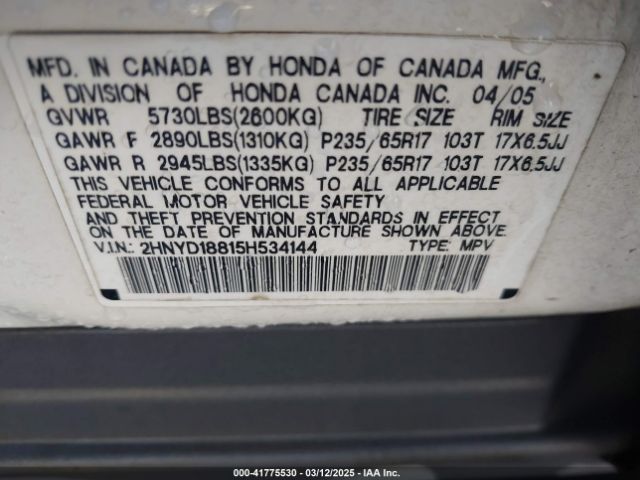 MFD. IN CANADA BY HONDA OF CANADA MFG.,
A DIVISION OF HONDA CANADA INC. 04/05
GVWR 5730LBS(2600KG) TIRE SIZE RIM SIZE
GAWR F 2890LBS(1310KG) P235/65R17 103T 17X6.5JJ
GAWR R 2945LBS(1335KG) P235/65R17 103T 17X6.5JJ
THIS VEHICLE CONFORMS TO ALL APPLICABLE
FEDERAL MOTOR VEHICLE SAFETY
AND THEFT PREVENTION STANDARDS IN EFFECT
ON THE DATE OF MANUFACTURE SHOWN ABOVE.
V.I.N.: 2HNYD18815H534144 TYPE: MPV
000-41775530 - 03/12/2025 - IAA Inc.